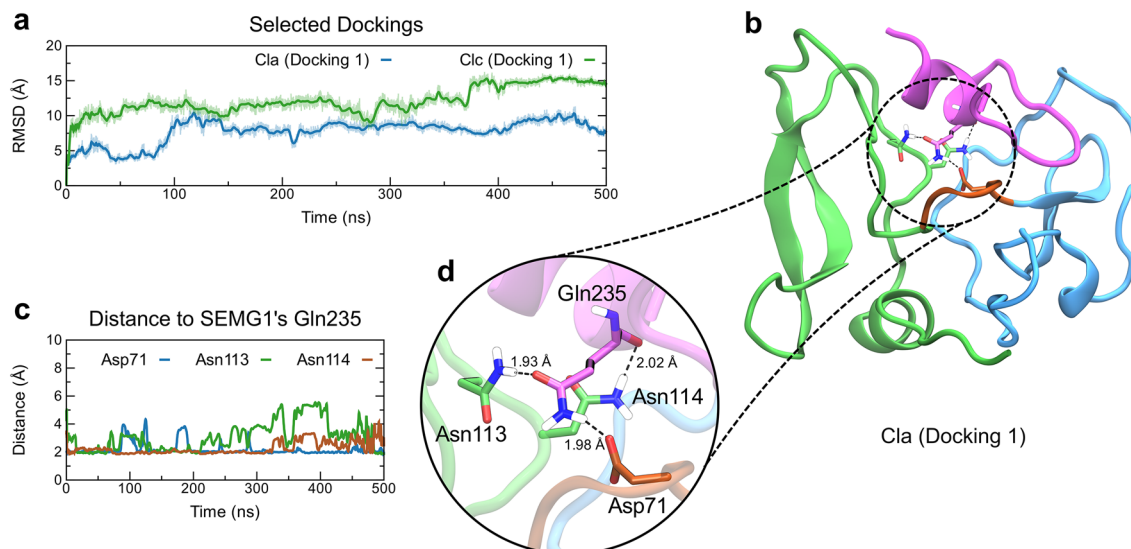 a
Selected Dockings
Cla (Docking 1)
Clc (Docking 1)
RMSD (Å)
20
15
10
5
0
0
100
200
300
400
500
Time (ns)
b
Cla (Docking 1)
c
Distance to SEMG1's Gln235
Asp71
Asn113
Asn114
Distance (Å)
10
8
6
4
2
0
0
100
200
300
400
500
Time (ns)
d
Gln235
1.93 Å
2.02 Å
Asn114
Asn113
1.98 Å
Asp71